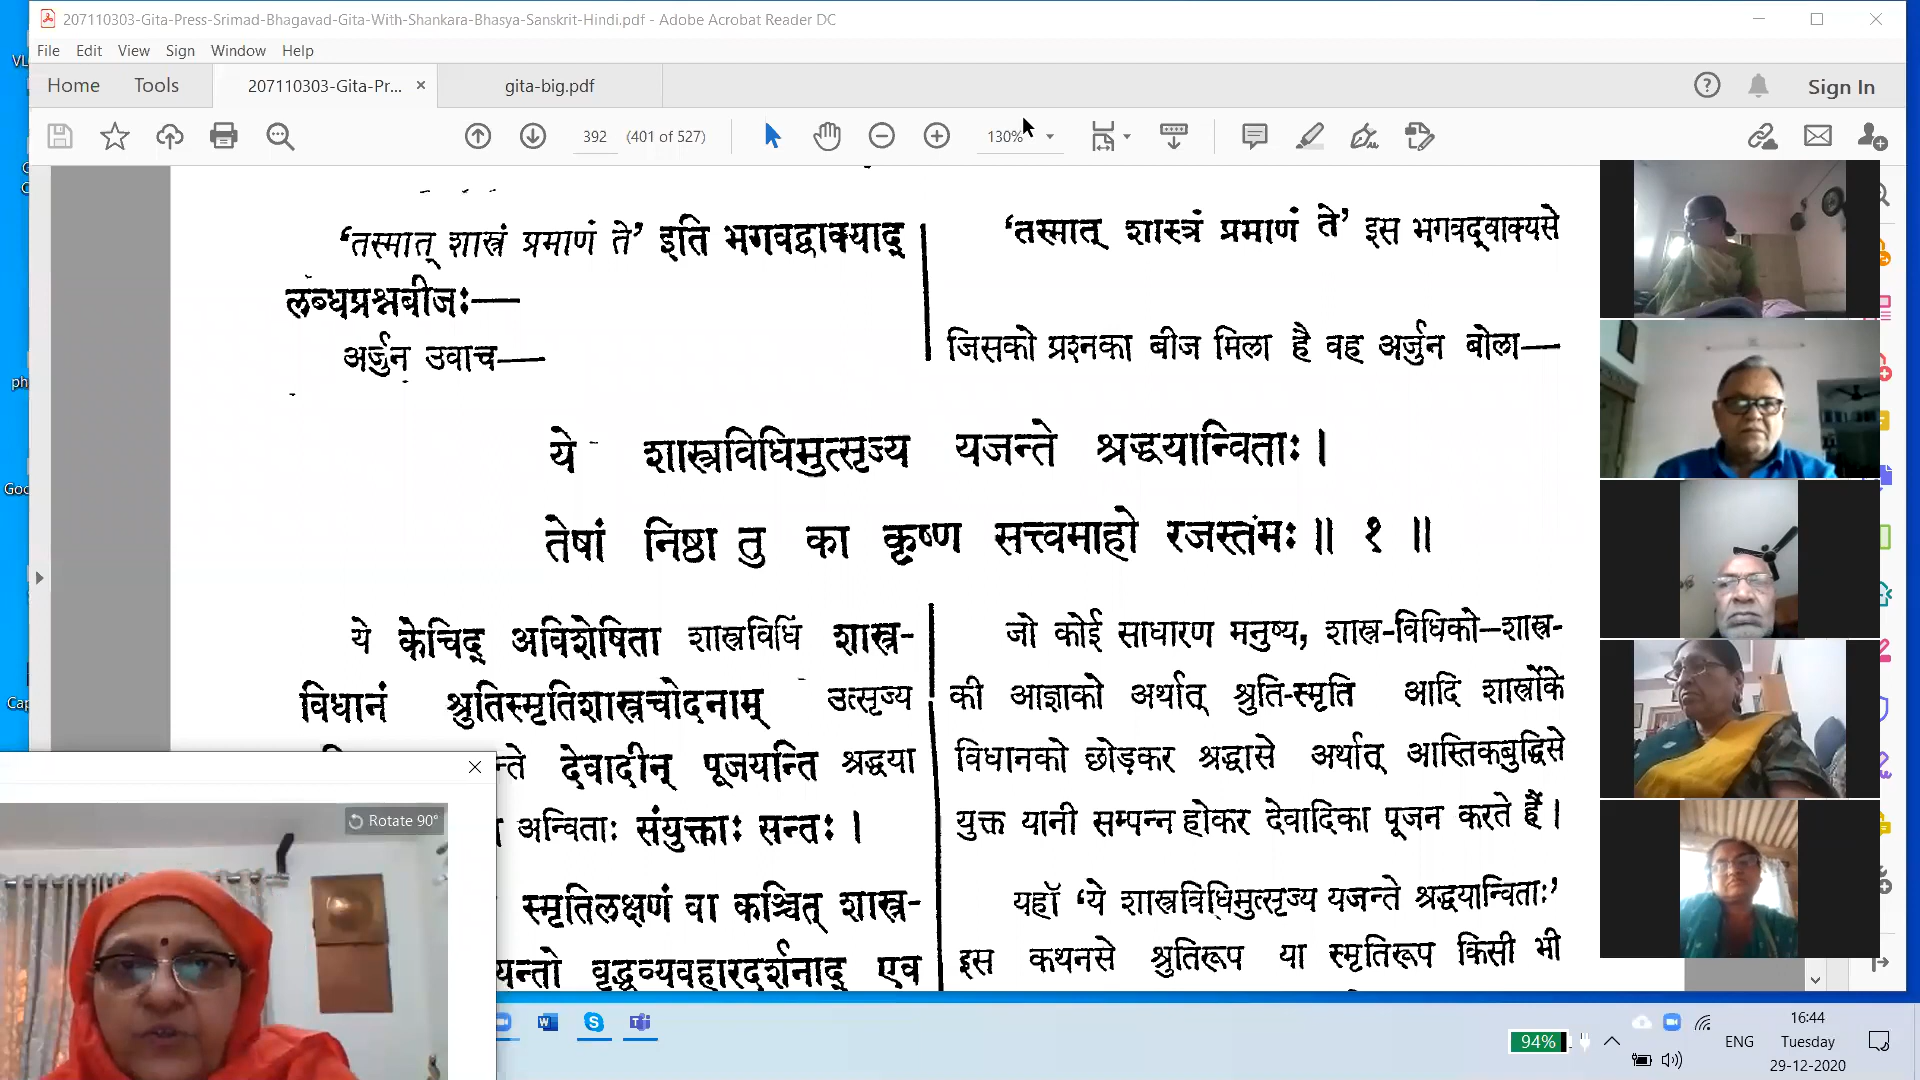 207110303-Gita-Press-Srimad-Bhagavad-Gita-With-Shankara-Bhasya-Sanskrit-Hindi.pdf - Adobe Acrobat Reader DC
File Edit View Sign Window Help
Home Tools 207110303-Gita-Pr... gita-big.pdf Sign In
392 (401 of 527) 130%
‘तस्मात् शास्त्रं प्रमाणं ते’ इति भगवद्वाक्याद्
लब्धप्रश्नबीजः—
अर्जुन उवाच—
‘तस्मात् शास्त्रं प्रमाणं ते’ इस भगवद्वाक्यसे
जिसको प्रश्नका बीज मिला है वह अर्जुन बोला—
ये शास्त्रविधिमुत्सृज्य यजन्ते श्रद्धयान्विताः।
तेषां निष्ठा तु का कृष्ण सत्त्वमाहो रजस्तमः॥ १ ॥
ये केचिद् अविशेषिता शास्त्रविधिं शास्त्र-
विधानं श्रुतिस्मृतिशास्त्रचोदनाम् उत्सृज्य
न्ते देवादीन् पूजयन्ति श्रद्धया
अन्विताः संयुक्ताः सन्तः।
स्मृतिलक्षणं वा कञ्चित् शास्त्र-
यन्तो वृद्धव्यवहारदर्शनाद् एव
जो कोई साधारण मनुष्य, शास्त्र-विधिको—शास्त्र-
की आज्ञाको अर्थात् श्रुति-स्मृति आदि शास्त्रोंके
विधानको छोड़कर श्रद्धासे अर्थात् आस्तिकबुद्धिसे
युक्त यानी सम्पन्न होकर देवादिका पूजन करते हैं।
यहाँ ‘ये शास्त्रविधिमुत्सृज्य यजन्ते श्रद्धयान्विताः’
इस कथनसे श्रुतिरूप या स्मृतिरूप किसी भी
Rotate 90°
VL
ph
Goo
Cap
94%
ENG
16:44
Tuesday
29-12-2020